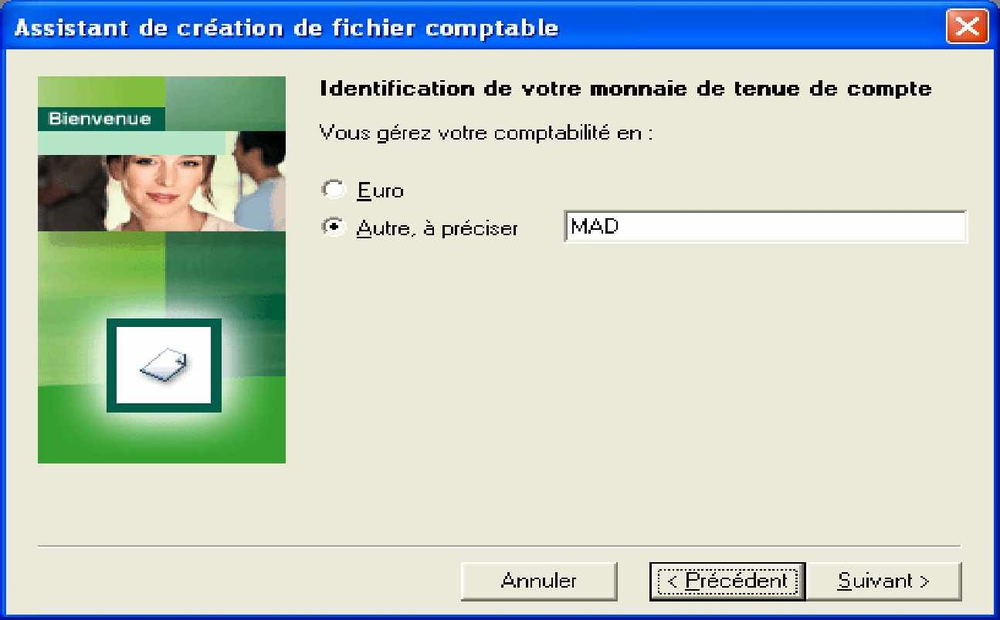 Assistant de création de fichier comptable
Bienvenue
Identification de votre monnaie de tenue de compte
Vous gérez votre comptabilité en :
Euro
Autre, à préciser MAD
Annuler < Précédent Suivant >